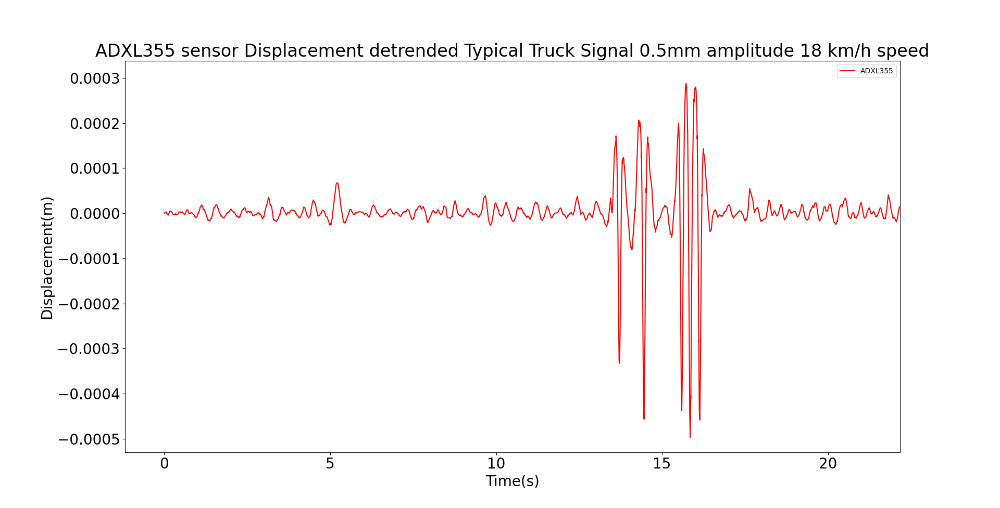 ADXL355 sensor Displacement detrended Typical Truck Signal 0.5mm amplitude 18 km/h speed
ADXL355
0.0003
0.0002
0.0001
0.0000
−0.0001
−0.0002
−0.0003
−0.0004
−0.0005
Displacement(m)
0 5 10 15 20
Time(s)